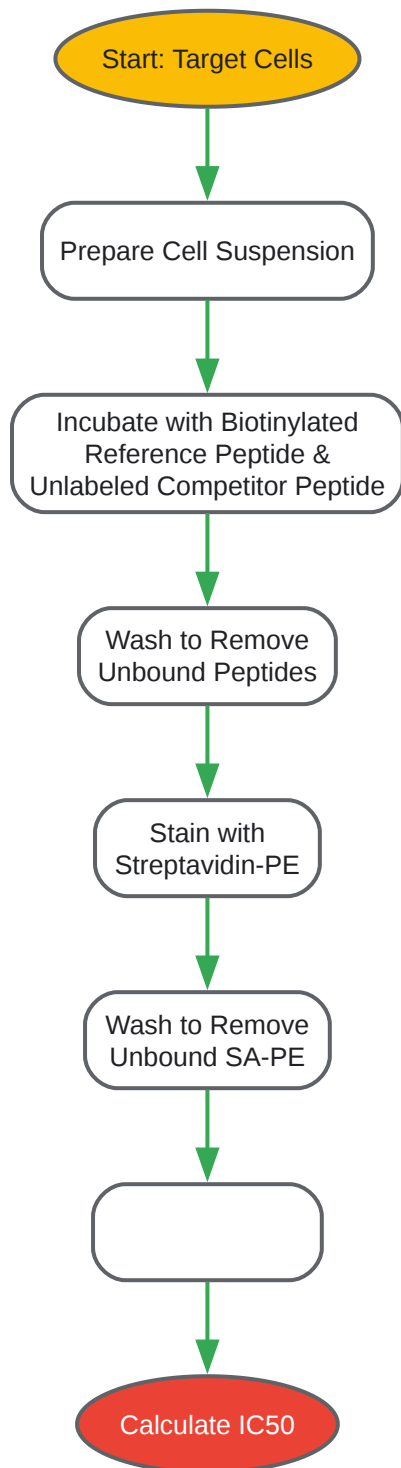 Start: Target Cells
Prepare Cell Suspension
Incubate with Biotinylated
Reference Peptide &
Unlabeled Competitor Peptide
Wash to Remove
Unbound Peptides
Stain with
Streptavidin-PE
Wash to Remove
Unbound SA-PE
Calculate IC50